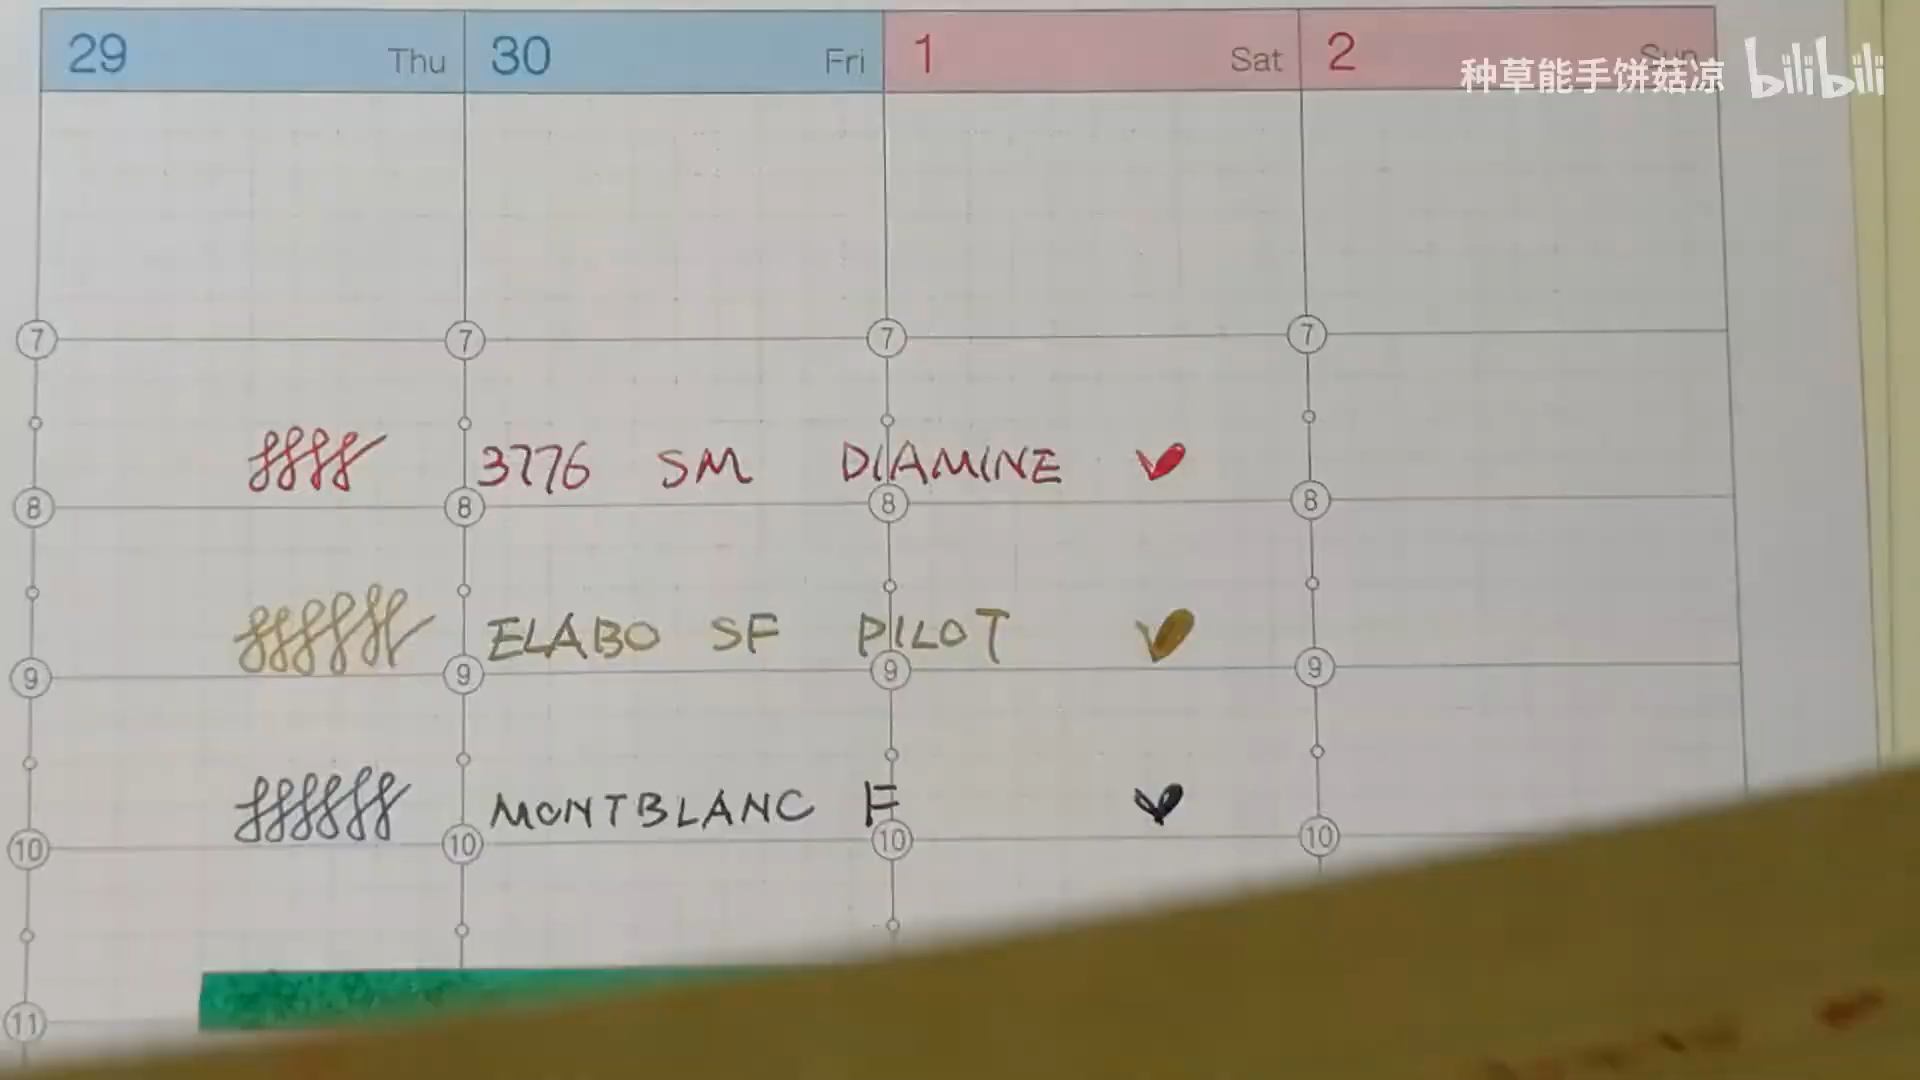 29 Thu 30 Fri 1 Sat 2 Sun
种草能手饼菇凉 bilibili
7 7 7 7
3776 SM DIAMINE
8 8 8 8
ELABO SF PILOT
9 9 9 9
MONTBLANC F
10 10 10 10
11